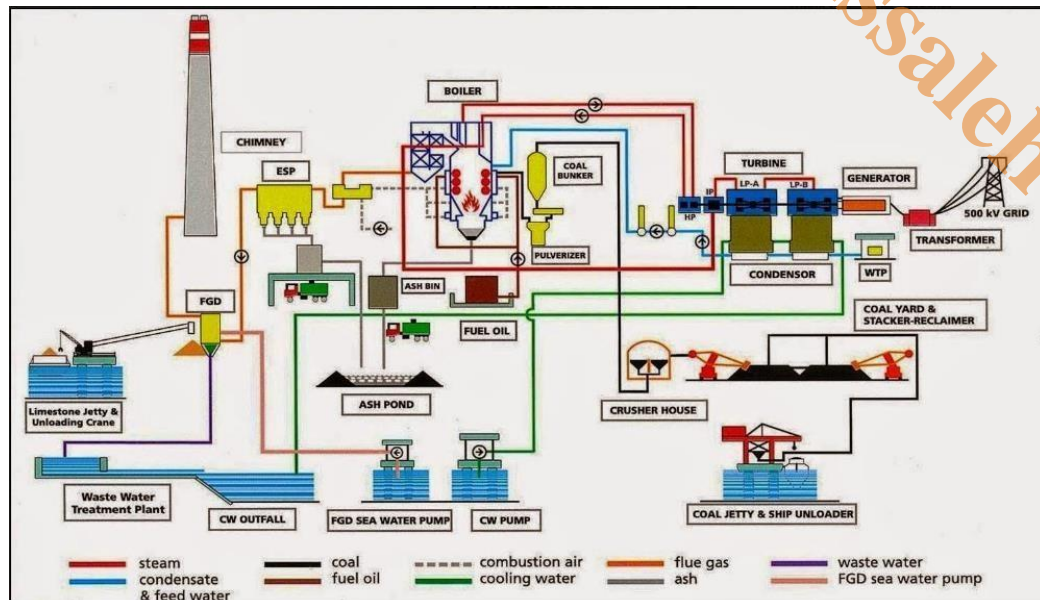 ssaleh
BOILER
CHIMNEY
ESP
COAL
BUNKER
TURBINE
GENERATOR
LP-A
LP-B
IP
HP
500 kV GRID
TRANSFORMER
PULVERIZER
CONDENSOR
WTP
ASH BIN
FGD
FUEL OIL
COAL YARD &
STACKER-RECLAIMER
Limestone Jetty &
Unloading Crane
ASH POND
CRUSHER HOUSE
Waste Water
Treatment Plant
CW OUTFALL
FGD SEA WATER PUMP
CW PUMP
COAL JETTY & SHIP UNLOADER
steam
coal
combustion air
flue gas
waste water
condensate
& feed water
fuel oil
cooling water
ash
FGD sea water pump